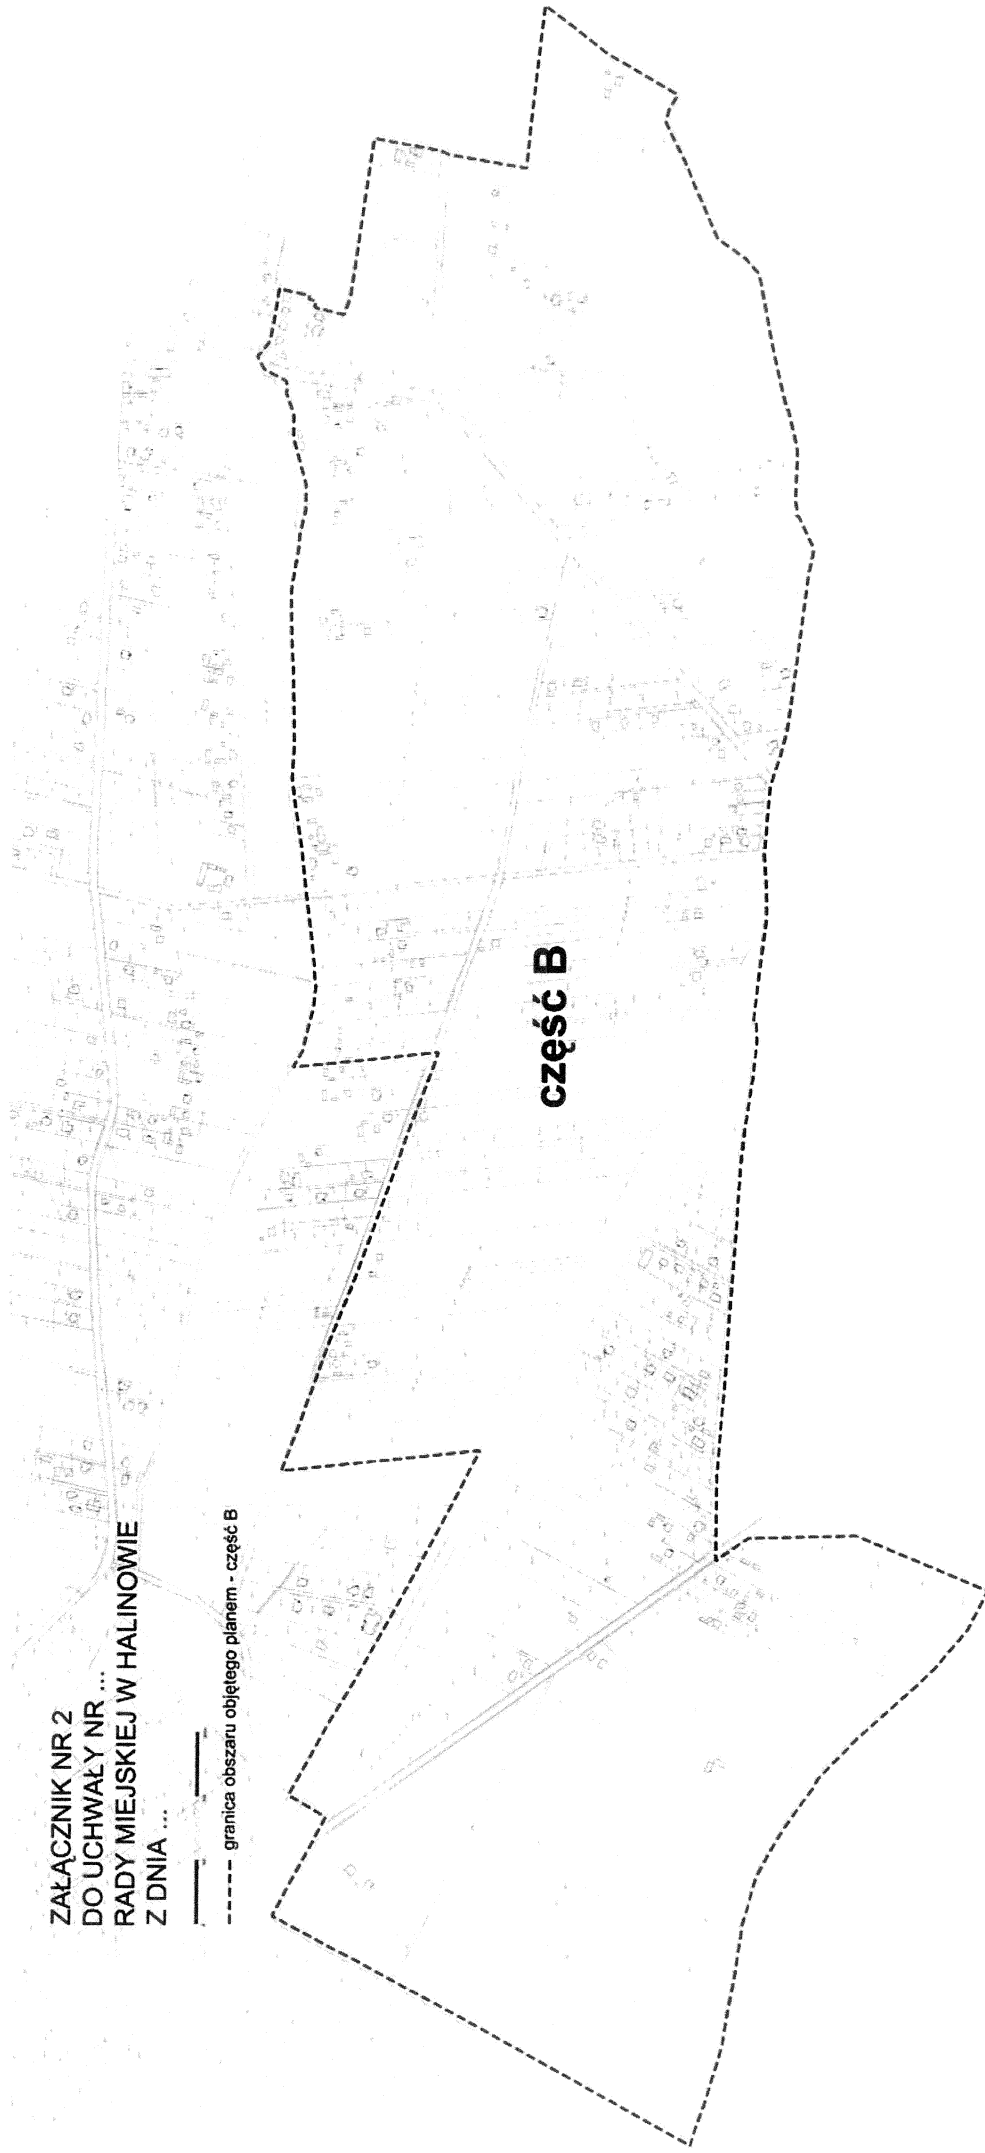 ZAŁĄCZNIK NR 2
DO UCHWAŁY NR ...
RADY MIEJSKIEJ W HALINOWIE
Z DNIA ...
granica obszaru objętego planem - część B
część B